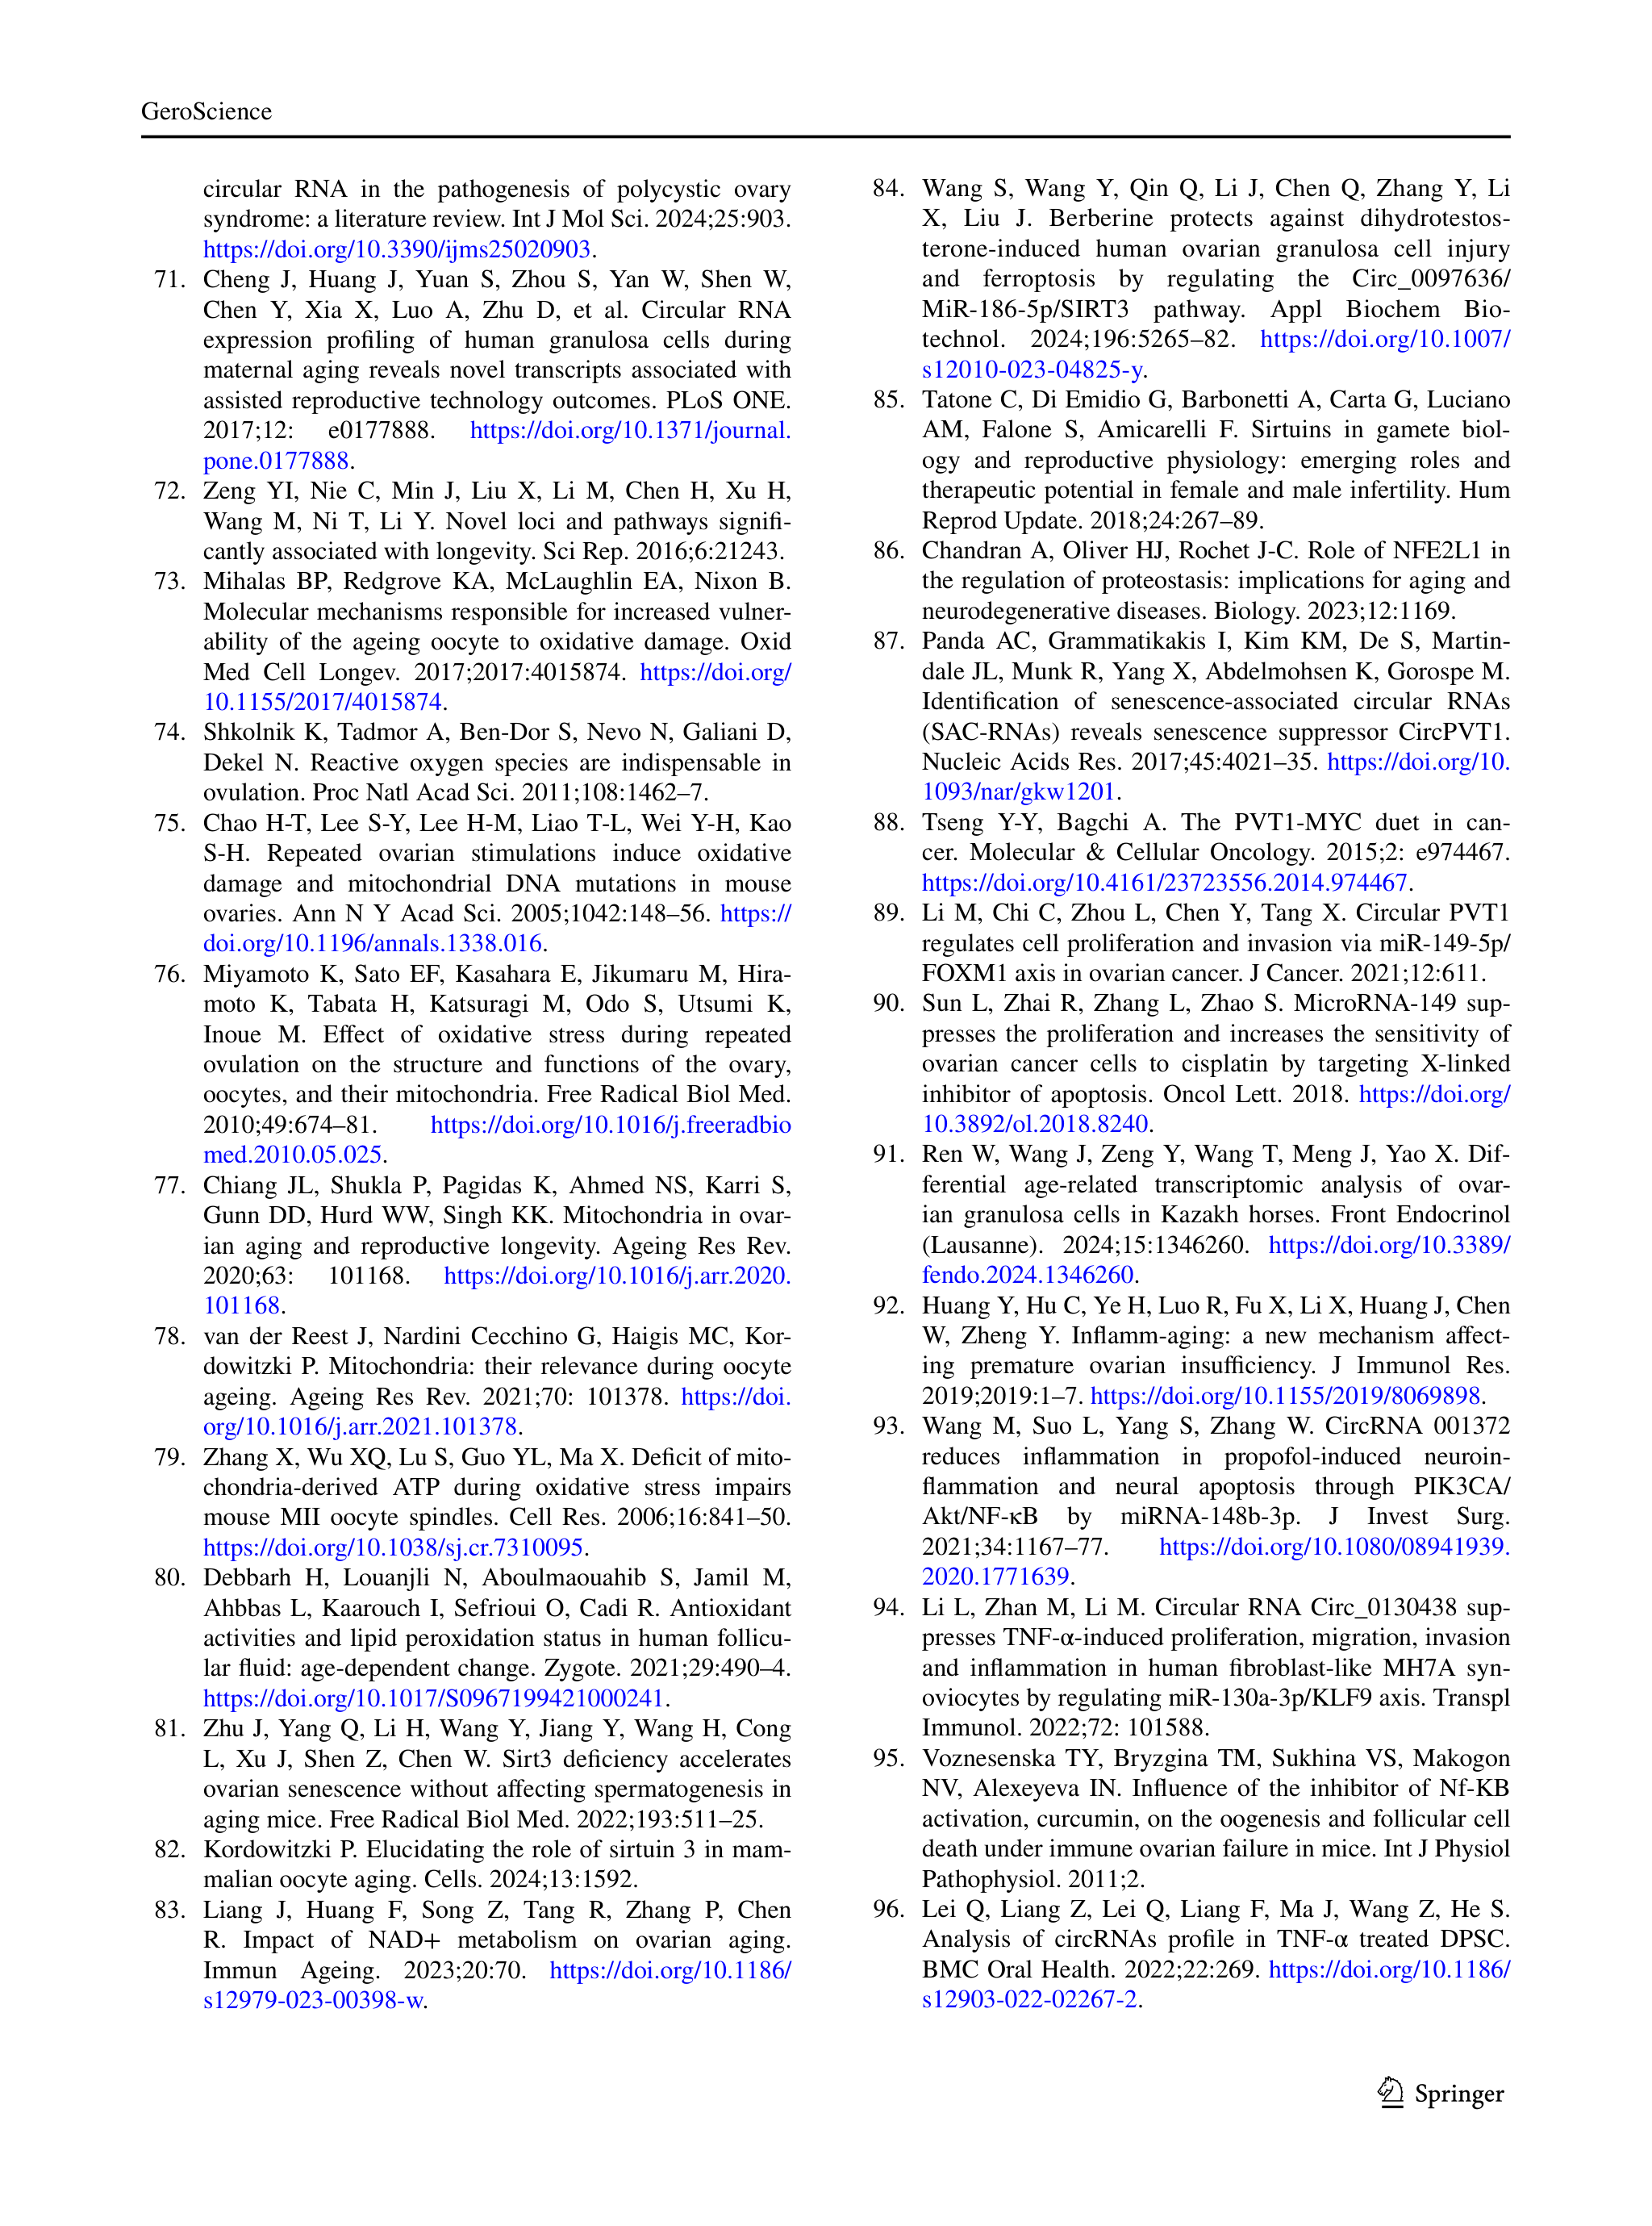 GeroScience
circular RNA in the pathogenesis of polycystic ovary
syndrome: a literature review. Int J Mol Sci. 2024;25:903.
https://doi.org/10.3390/ijms25020903.
71. Cheng J, Huang J, Yuan S, Zhou S, Yan W, Shen W,
Chen Y, Xia X, Luo A, Zhu D, et al. Circular RNA
expression profiling of human granulosa cells during
maternal aging reveals novel transcripts associated with
assisted reproductive technology outcomes. PLoS ONE.
2017;12: e0177888. https://doi.org/10.1371/journal.
pone.0177888.
72. Zeng YI, Nie C, Min J, Liu X, Li M, Chen H, Xu H,
Wang M, Ni T, Li Y. Novel loci and pathways signifi-
cantly associated with longevity. Sci Rep. 2016;6:21243.
73. Mihalas BP, Redgrove KA, McLaughlin EA, Nixon B.
Molecular mechanisms responsible for increased vulner-
ability of the ageing oocyte to oxidative damage. Oxid
Med Cell Longev. 2017;2017:4015874. https://doi.org/
10.1155/2017/4015874.
74. Shkolnik K, Tadmor A, Ben-Dor S, Nevo N, Galiani D,
Dekel N. Reactive oxygen species are indispensable in
ovulation. Proc Natl Acad Sci. 2011;108:1462–7.
75. Chao H-T, Lee S-Y, Lee H-M, Liao T-L, Wei Y-H, Kao
S-H. Repeated ovarian stimulations induce oxidative
damage and mitochondrial DNA mutations in mouse
ovaries. Ann N Y Acad Sci. 2005;1042:148–56. https://
doi.org/10.1196/annals.1338.016.
76. Miyamoto K, Sato EF, Kasahara E, Jikumaru M, Hira-
moto K, Tabata H, Katsuragi M, Odo S, Utsumi K,
Inoue M. Effect of oxidative stress during repeated
ovulation on the structure and functions of the ovary,
oocytes, and their mitochondria. Free Radical Biol Med.
2010;49:674–81. https://doi.org/10.1016/j.freeradbio
med.2010.05.025.
77. Chiang JL, Shukla P, Pagidas K, Ahmed NS, Karri S,
Gunn DD, Hurd WW, Singh KK. Mitochondria in ovar-
ian aging and reproductive longevity. Ageing Res Rev.
2020;63: 101168. https://doi.org/10.1016/j.arr.2020.
101168.
78. van der Reest J, Nardini Cecchino G, Haigis MC, Kor-
dowitzki P. Mitochondria: their relevance during oocyte
ageing. Ageing Res Rev. 2021;70: 101378. https://doi.
org/10.1016/j.arr.2021.101378.
79. Zhang X, Wu XQ, Lu S, Guo YL, Ma X. Deficit of mito-
chondria-derived ATP during oxidative stress impairs
mouse MII oocyte spindles. Cell Res. 2006;16:841–50.
https://doi.org/10.1038/sj.cr.7310095.
80. Debbarh H, Louanjli N, Aboulmaouahib S, Jamil M,
Ahbbas L, Kaarouch I, Sefrioui O, Cadi R. Antioxidant
activities and lipid peroxidation status in human follicu-
lar fluid: age-dependent change. Zygote. 2021;29:490–4.
https://doi.org/10.1017/S0967199421000241.
81. Zhu J, Yang Q, Li H, Wang Y, Jiang Y, Wang H, Cong
L, Xu J, Shen Z, Chen W. Sirt3 deficiency accelerates
ovarian senescence without affecting spermatogenesis in
aging mice. Free Radical Biol Med. 2022;193:511–25.
82. Kordowitzki P. Elucidating the role of sirtuin 3 in mam-
malian oocyte aging. Cells. 2024;13:1592.
83. Liang J, Huang F, Song Z, Tang R, Zhang P, Chen
R. Impact of NAD+ metabolism on ovarian aging.
Immun Ageing. 2023;20:70. https://doi.org/10.1186/
s12979-023-00398-w.
84. Wang S, Wang Y, Qin Q, Li J, Chen Q, Zhang Y, Li
X, Liu J. Berberine protects against dihydrotestos-
terone-induced human ovarian granulosa cell injury
and ferroptosis by regulating the Circ_0097636/
MiR-186-5p/SIRT3 pathway. Appl Biochem Bio-
technol. 2024;196:5265–82. https://doi.org/10.1007/
s12010-023-04825-y.
85. Tatone C, Di Emidio G, Barbonetti A, Carta G, Luciano
AM, Falone S, Amicarelli F. Sirtuins in gamete biol-
ogy and reproductive physiology: emerging roles and
therapeutic potential in female and male infertility. Hum
Reprod Update. 2018;24:267–89.
86. Chandran A, Oliver HJ, Rochet J-C. Role of NFE2L1 in
the regulation of proteostasis: implications for aging and
neurodegenerative diseases. Biology. 2023;12:1169.
87. Panda AC, Grammatikakis I, Kim KM, De S, Martin-
dale JL, Munk R, Yang X, Abdelmohsen K, Gorospe M.
Identification of senescence-associated circular RNAs
(SAC-RNAs) reveals senescence suppressor CircPVT1.
Nucleic Acids Res. 2017;45:4021–35. https://doi.org/10.
1093/nar/gkw1201.
88. Tseng Y-Y, Bagchi A. The PVT1-MYC duet in can-
cer. Molecular & Cellular Oncology. 2015;2: e974467.
https://doi.org/10.4161/23723556.2014.974467.
89. Li M, Chi C, Zhou L, Chen Y, Tang X. Circular PVT1
regulates cell proliferation and invasion via miR-149-5p/
FOXM1 axis in ovarian cancer. J Cancer. 2021;12:611.
90. Sun L, Zhai R, Zhang L, Zhao S. MicroRNA-149 sup-
presses the proliferation and increases the sensitivity of
ovarian cancer cells to cisplatin by targeting X-linked
inhibitor of apoptosis. Oncol Lett. 2018. https://doi.org/
10.3892/ol.2018.8240.
91. Ren W, Wang J, Zeng Y, Wang T, Meng J, Yao X. Dif-
ferential age-related transcriptomic analysis of ovar-
ian granulosa cells in Kazakh horses. Front Endocrinol
(Lausanne). 2024;15:1346260. https://doi.org/10.3389/
fendo.2024.1346260.
92. Huang Y, Hu C, Ye H, Luo R, Fu X, Li X, Huang J, Chen
W, Zheng Y. Inflamm-aging: a new mechanism affect-
ing premature ovarian insufficiency. J Immunol Res.
2019;2019:1–7. https://doi.org/10.1155/2019/8069898.
93. Wang M, Suo L, Yang S, Zhang W. CircRNA 001372
reduces inflammation in propofol-induced neuroin-
flammation and neural apoptosis through PIK3CA/
Akt/NF-κB by miRNA-148b-3p. J Invest Surg.
2021;34:1167–77. https://doi.org/10.1080/08941939.
2020.1771639.
94. Li L, Zhan M, Li M. Circular RNA Circ_0130438 sup-
presses TNF-α-induced proliferation, migration, invasion
and inflammation in human fibroblast-like MH7A syn-
oviocytes by regulating miR-130a-3p/KLF9 axis. Transpl
Immunol. 2022;72: 101588.
95. Voznesenska TY, Bryzgina TM, Sukhina VS, Makogon
NV, Alexeyeva IN. Influence of the inhibitor of Nf-KB
activation, curcumin, on the oogenesis and follicular cell
death under immune ovarian failure in mice. Int J Physiol
Pathophysiol. 2011;2.
96. Lei Q, Liang Z, Lei Q, Liang F, Ma J, Wang Z, He S.
Analysis of circRNAs profile in TNF-α treated DPSC.
BMC Oral Health. 2022;22:269. https://doi.org/10.1186/
s12903-022-02267-2.
Springer